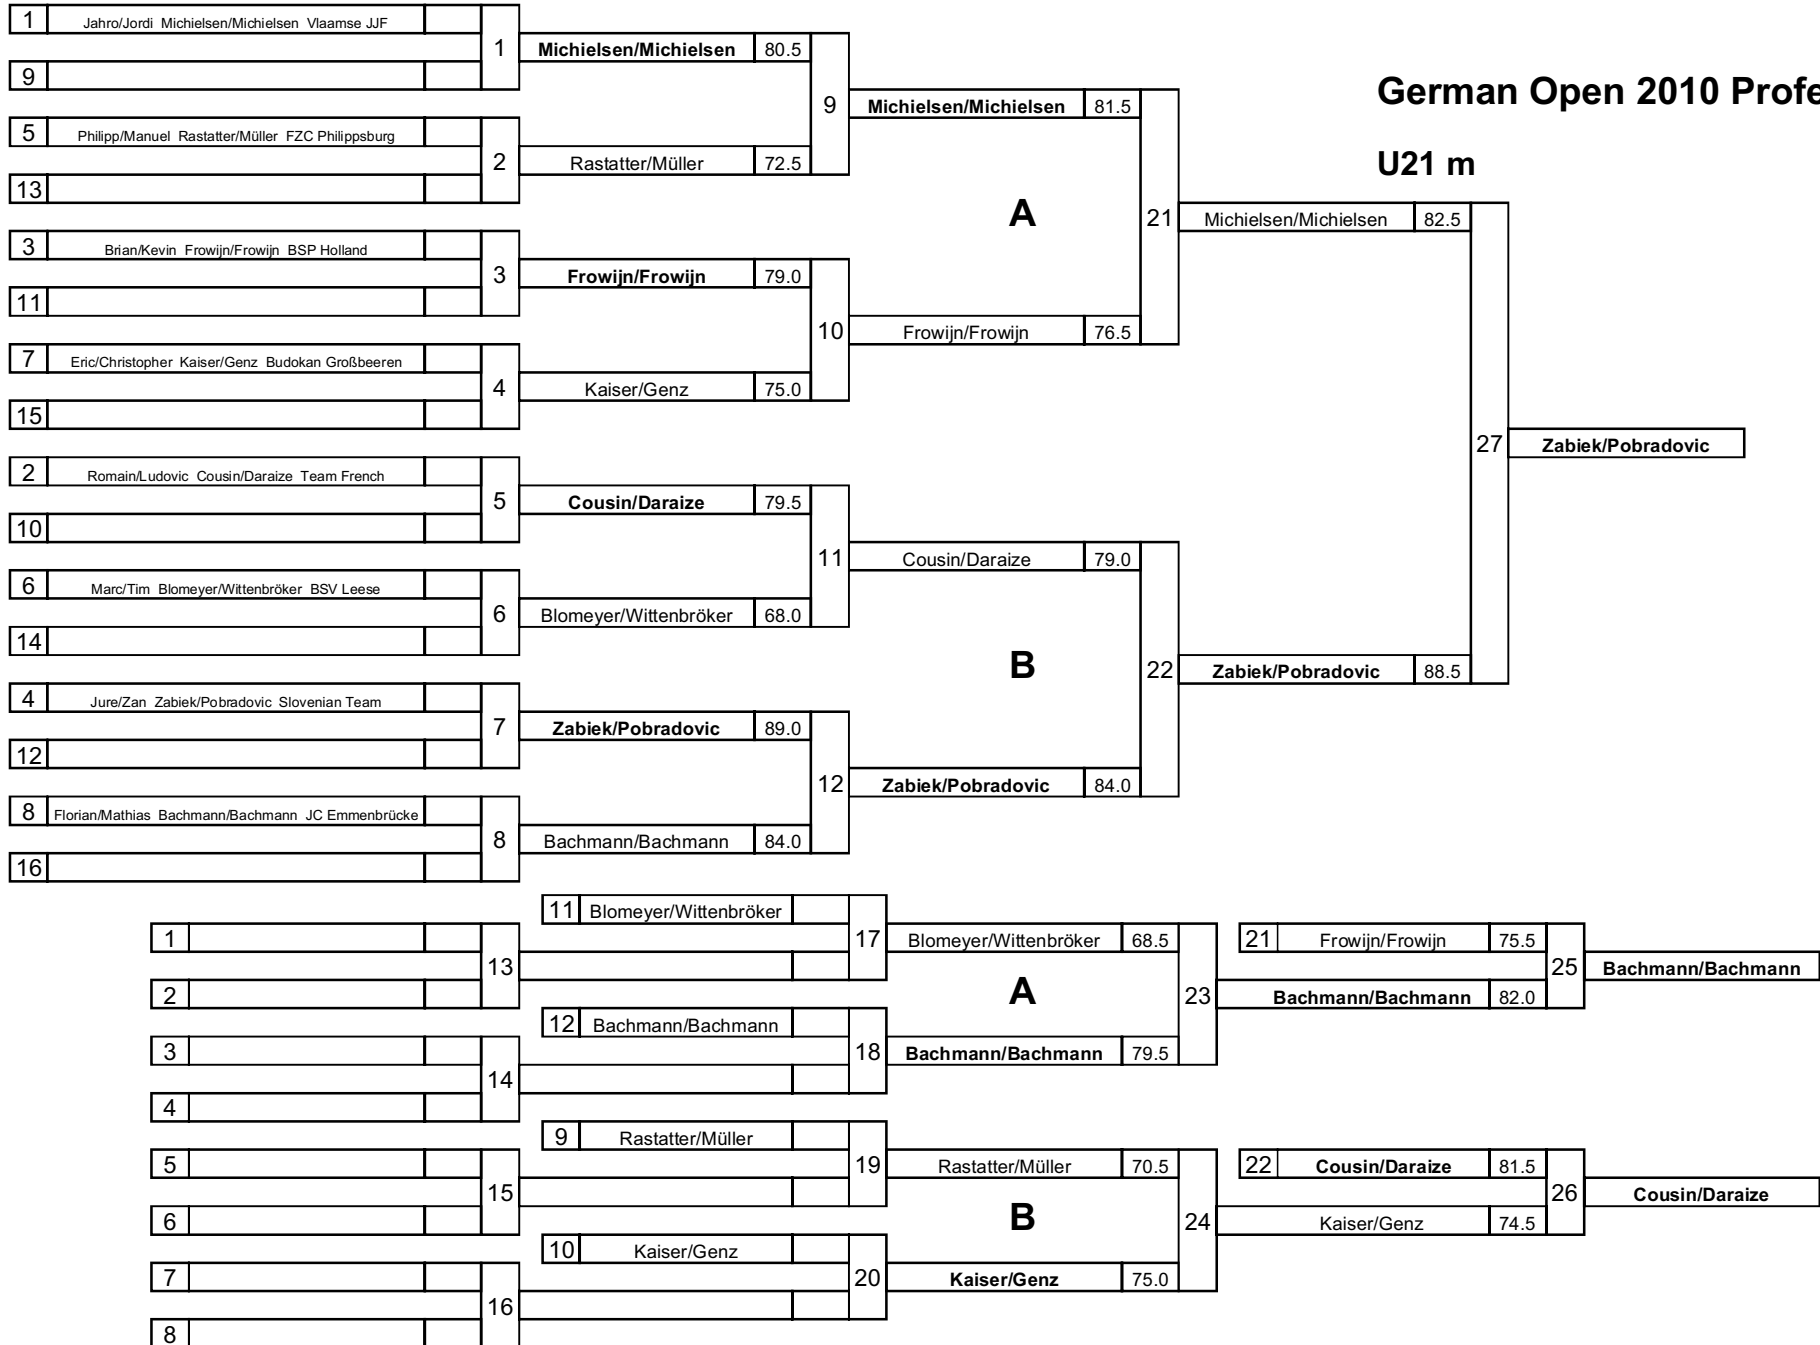 German Open 2010 Profe
U21 m
1 Jahro/Jordi Michielsen/Michielsen Vlaamse JJF
9
1 Michielsen/Michielsen 80.5
5 Philipp/Manuel Rastatter/Müller FZC Philippsburg
13
2 Rastatter/Müller 72.5
9 Michielsen/Michielsen 81.5
3 Brian/Kevin Frowijn/Frowijn BSP Holland
11
3 Frowijn/Frowijn 79.0
7 Eric/Christopher Kaiser/Genz Budokan Großbeeren
15
4 Kaiser/Genz 75.0
10 Frowijn/Frowijn 76.5
A
21 Michielsen/Michielsen 82.5
2 Romain/Ludovic Cousin/Daraize Team French
10
5 Cousin/Daraize 79.5
6 Marc/Tim Blomeyer/Wittenbröker BSV Leese
14
6 Blomeyer/Wittenbröker 68.0
11 Cousin/Daraize 79.0
4 Jure/Zan Zabiek/Pobradovic Slovenian Team
12
7 Zabiek/Pobradovic 89.0
8 Florian/Mathias Bachmann/Bachmann JC Emmenbrücke
16
8 Bachmann/Bachmann 84.0
12 Zabiek/Pobradovic 84.0
B
22 Zabiek/Pobradovic 88.5
27 Zabiek/Pobradovic
1
2
13
11 Blomeyer/Wittenbröker
17 Blomeyer/Wittenbröker 68.5
3
4
14
12 Bachmann/Bachmann
18 Bachmann/Bachmann 79.5
A
23 Bachmann/Bachmann 82.0
21 Frowijn/Frowijn 75.5
25 Bachmann/Bachmann
5
6
15
9 Rastatter/Müller
19 Rastatter/Müller 70.5
7
8
16
10 Kaiser/Genz
20 Kaiser/Genz 75.0
B
24 Kaiser/Genz 74.5
22 Cousin/Daraize 81.5
26 Cousin/Daraize